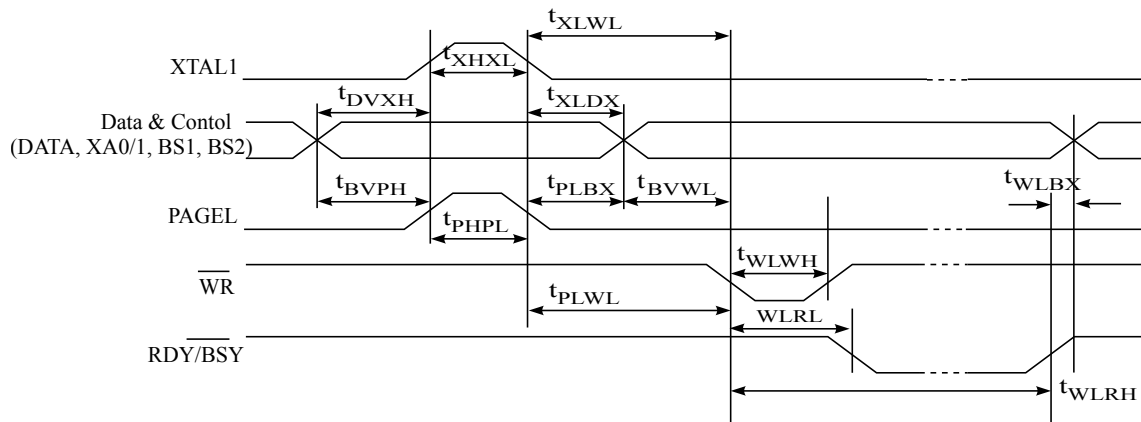 tXLWL
tXHXL
XTAL1
tDVXH
tXLDX
Data & Contol
(DATA, XA0/1, BS1, BS2)
tBVPH
tPLBX
tBVWL
tWLBX
PAGEL
tPHPL
tWLWH
WR
tPLWL
WLRL
RDY/BSY
tWLRH